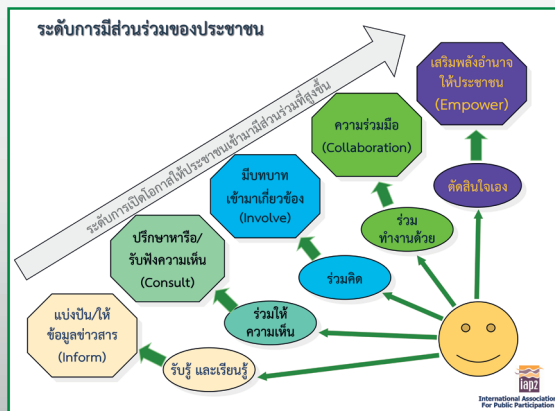 ระดับการมีส่วนร่วมของประชาชน
เสริมพลังอำนาจ
ให้ประชาชน
(Empower)
ระดับการเปิดโอกาสให้ประชาชนเข้ามามีส่วนร่วมที่สูงขึ้น
ความร่วมมือ
(Collaboration)
มีบทบาท
เข้ามาเกี่ยวข้อง
(Involve)
ตัดสินใจเอง
ปรึกษาหารือ/
รับฟังความเห็น
(Consult)
ร่วม
ทำงานด้วย
ร่วมคิด
แบ่งปัน/ให้
ข้อมูลข่าวสาร
(Inform)
ร่วมให้
ความเห็น
รับรู้ และเรียนรู้
iap2
International Association
For Public Participation